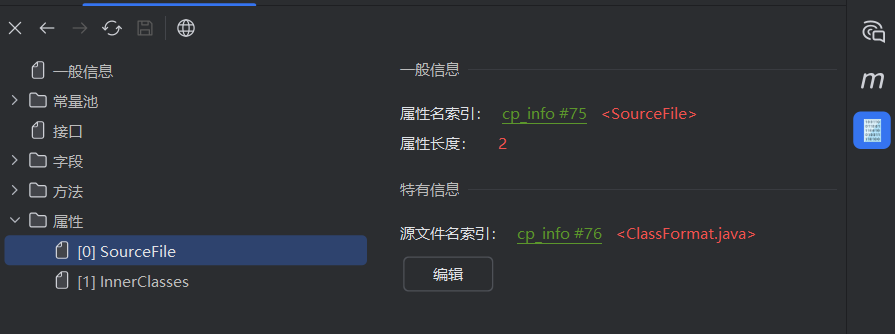 一般信息
常量池
接口
字段
方法
属性
[0] SourceFile
[1] InnerClasses
一般信息
属性名索引： cp_info #75 <SourceFile>
属性长度： 2
特有信息
源文件名索引： cp_info #76 <ClassFormat.java>
编辑
m